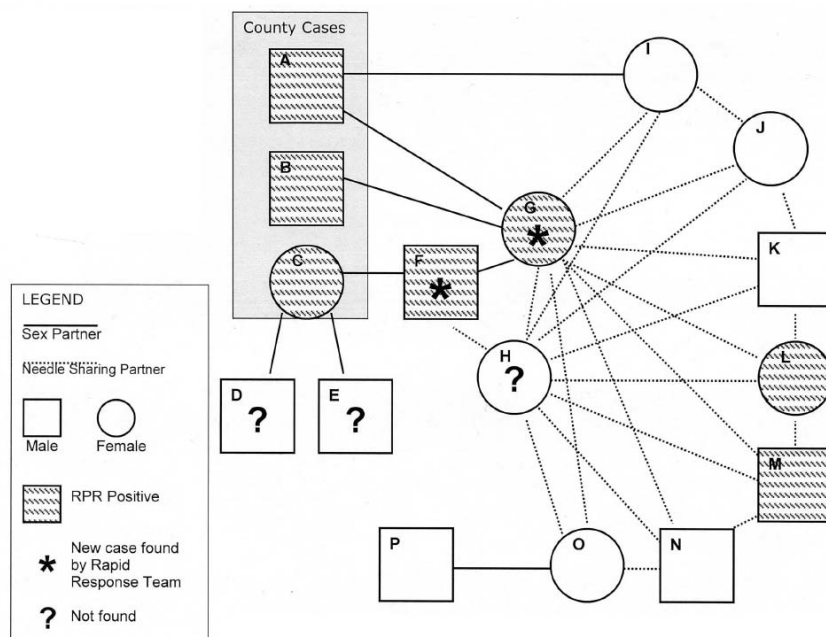 County Cases
A
I
J
B
G
*
C
F
*
K
H
?
L
D
?
E
?
M
P
O
N
LEGEND
Sex Partner
Needle Sharing Partner
Male
Female
RPR Positive
* New case found
by Rapid
Response Team
? Not found